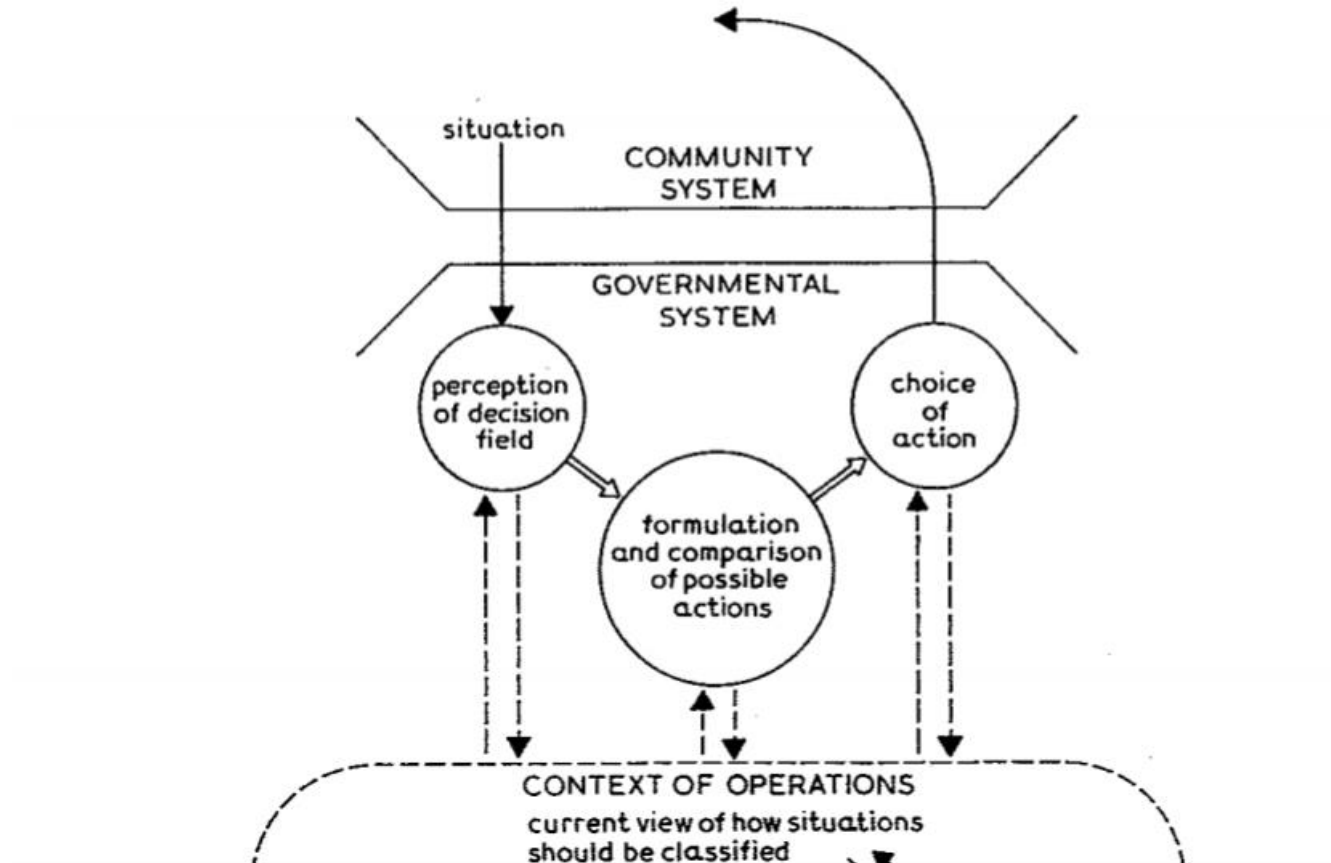 situation
COMMUNITY
SYSTEM
GOVERNMENTAL
SYSTEM
perception
of decision
field
choice
of
action
formulation
and comparison
of possible
actions
CONTEXT OF OPERATIONS
current view of how situations
should be classified